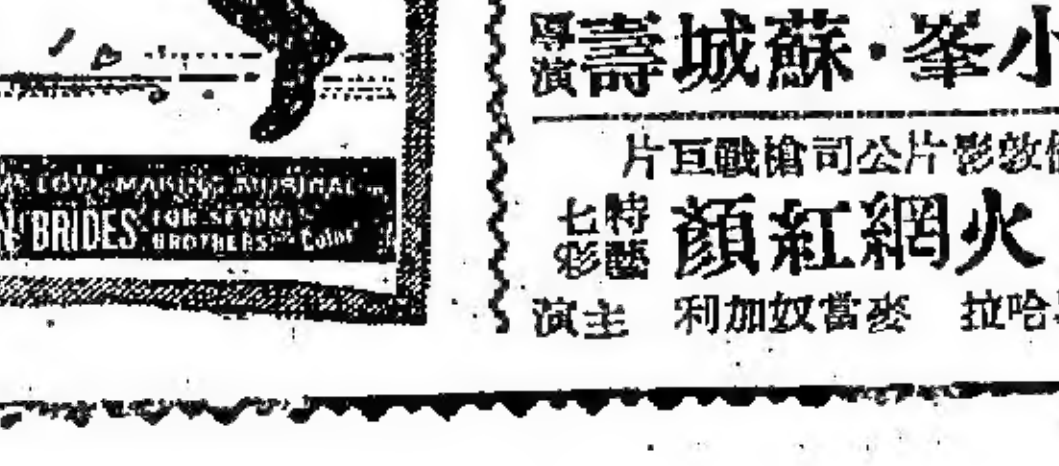 LOVE-MAKING MUSICAL in
BRIDES FOR SEVEN BROTHERS Color
小峯·蘇城壽 導演
敦影片公司槍戰巨片
火網紅顏 特藝七彩
哈拉 麥當奴加利 主演